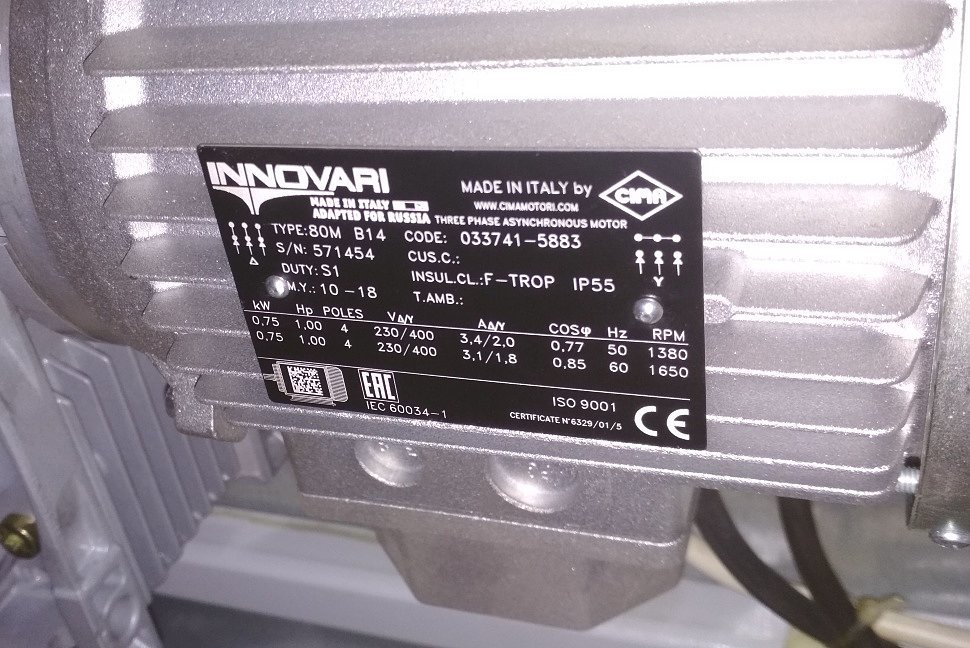 INNOVARI
MADE IN ITALY
ADAPTED FOR RUSSIA
MADE IN ITALY by
CIMA
WWW.CIMAMOTORI.COM
THREE PHASE ASYNCHRONOUS MOTOR
TYPE:80M B14 CODE: 033741-5883
S/N: 571454 CUS.C.:
DUTY: S1 INSUL.CL.:F-TROP IP55
M.Y.: 10-18 T.AMB.:
Δ
Y
kW Hp POLES VΔ/Y AΔ/Y COSφ Hz RPM
0.75 1,00 4 230/400 3,4/2,0 0,77 50 1380
0.75 1,00 4 230/400 3,1/1,8 0,85 60 1650
EAC
IEC 60034-1
ISO 9001
CERTIFICATE N°6329/01/5
CE